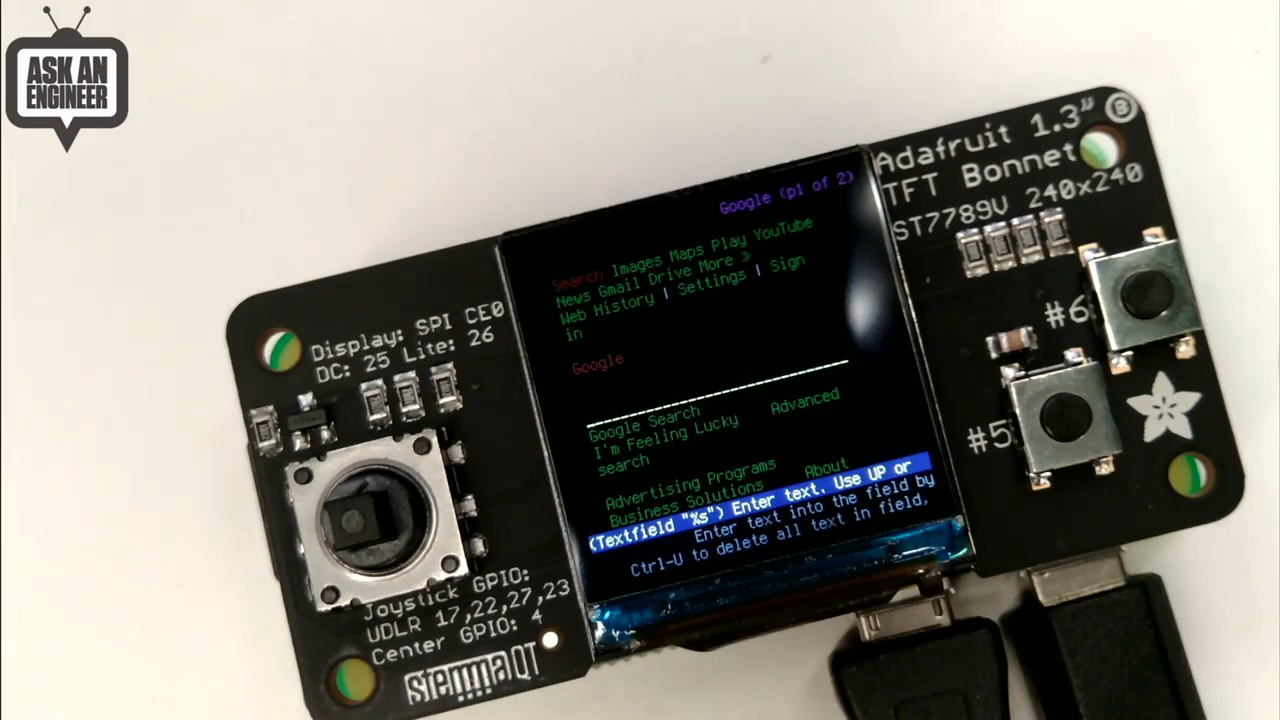 ASK AN
ENGINEER
Adafruit 1.3" B
TFT Bonnet
ST7789V 240x240
#6
#5
Display: SPI CE0
DC: 25 Lite: 26
Joystick GPIO:
UDLR 17,22,27,23
Center GPIO: 4
stemma QT
Google (p1 of 2)
Search Images Maps Play YouTube
News Gmail Drive More »
Web History | Settings | Sign
in
Google
Google Search Advanced
I'm Feeling Lucky
search
Advertising Programs About
Business Solutions
(Textfield "%s") Enter text. Use UP or
Enter text into the field by
Ctrl-U to delete all text in field,